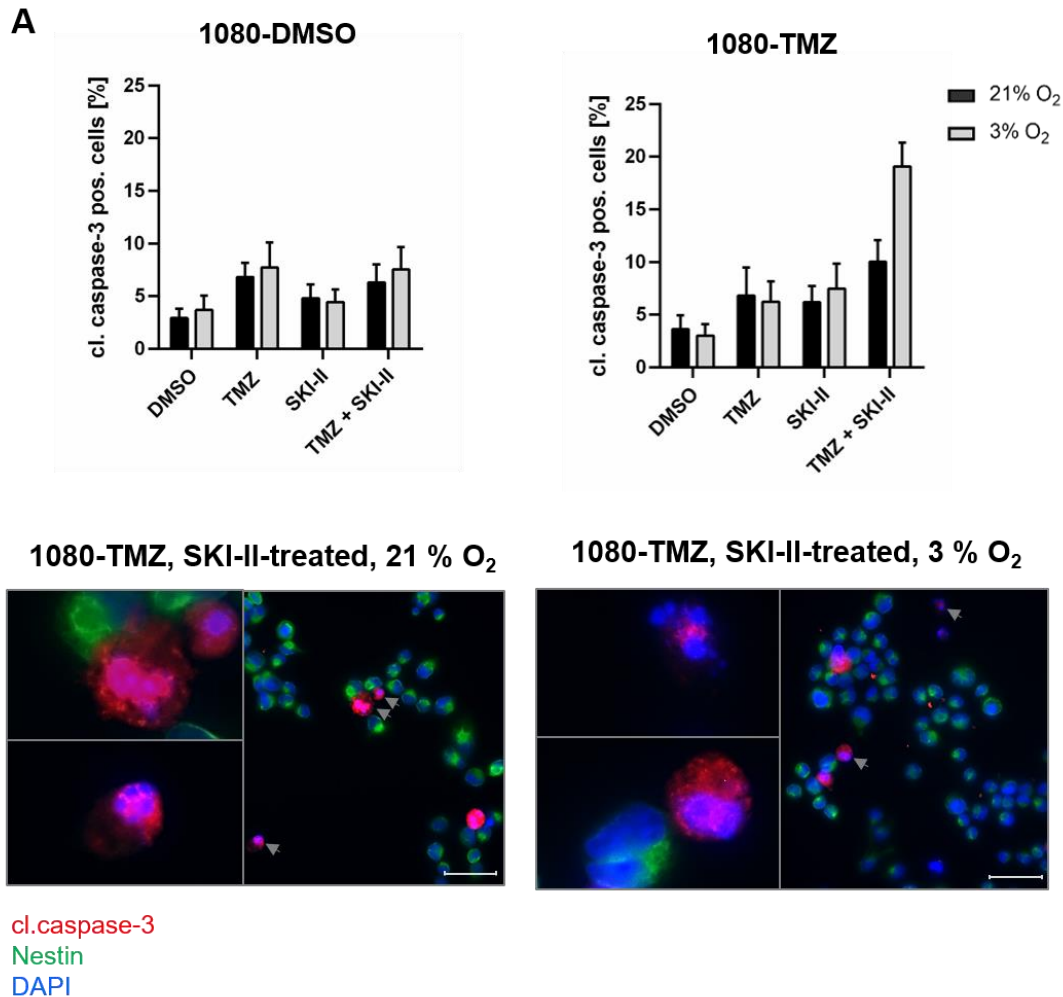 A
1080-DMSO
cl. caspase-3 pos. cells [%]
25
20
15
10
5
0
DMSO
TMZ
SKI-II
TMZ + SKI-II
1080-TMZ
cl. caspase-3 pos. cells [%]
25
20
15
10
5
0
DMSO
TMZ
SKI-II
TMZ + SKI-II
21% O₂
3% O₂
1080-TMZ, SKI-II-treated, 21 % O₂
1080-TMZ, SKI-II-treated, 3 % O₂
cl.caspase-3
Nestin
DAPI